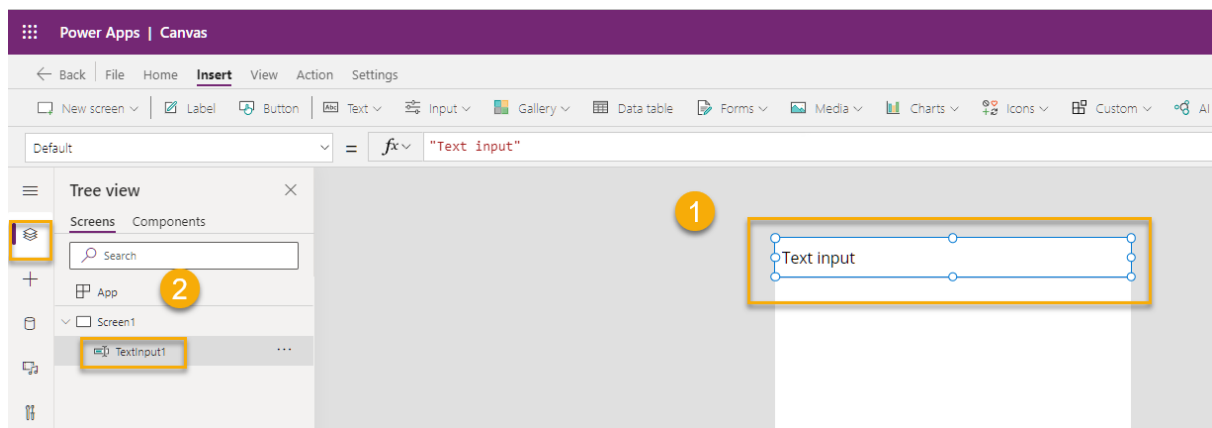 Power Apps | Canvas
Back File Home Insert View Action Settings
New screen Label Button Abc Text Input Gallery Data table Forms Media Charts Icons Custom AI
Default = fx "Text input"
Tree view
Screens Components
Search
App
Screen1
TextInput1
1
Text input
2